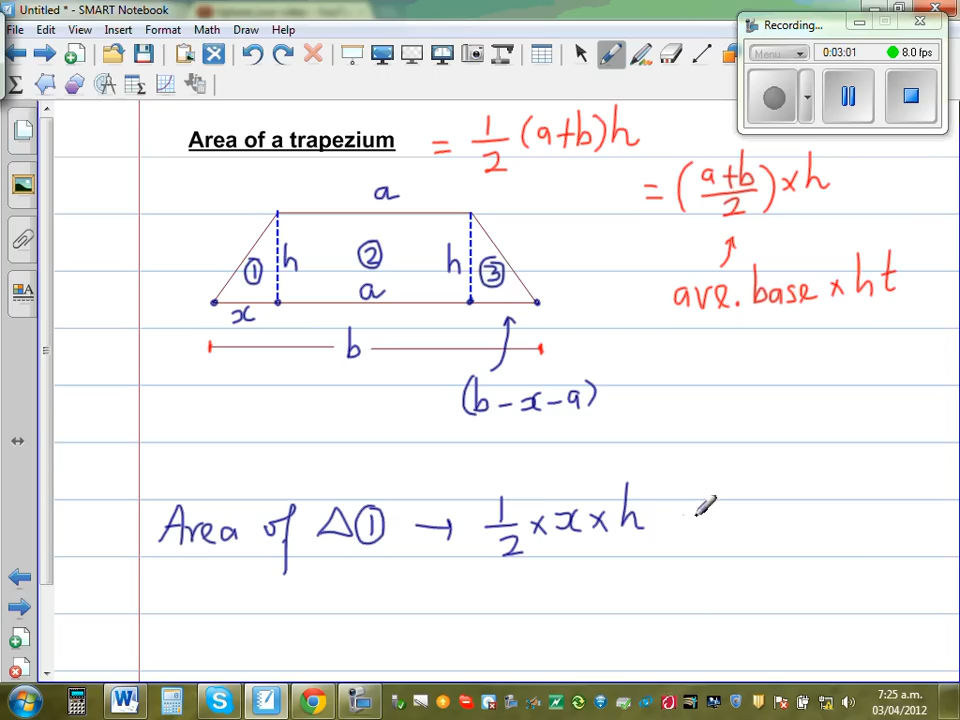 Untitled * - SMART Notebook
File Edit View Insert Format Math Draw Help
Recording...
Menu 0:03:01 8.0 fps
Area of a trapezium = 1/2 (a+b)h
= (a+b/2) × h
ave. base × ht
a
① h ② h ③
a
x
b
(b - x - a)
Area of △① → 1/2 × x × h
7:25 a.m.
03/04/2012